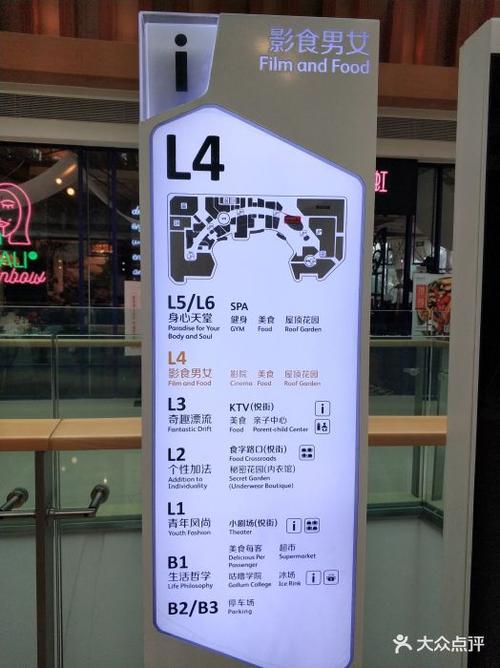 i
影食男女
Film and Food
L4
L5/L6 SPA
身心天堂 健身 美食 屋顶花园
Paradise for Your GYM Food Roof Garden
Body and Soul
L4
影食男女 影院 美食 屋顶花园
Film and Food Cinema Food Roof Garden
L3 KTV(悦街) i
奇趣漂流 美食 亲子中心
Fantastic Drift Food Parent-child Center
L2 食字路口(悦街)
Food Crossroads
个性加法 秘密花园(内衣馆)
Addition to Secret Garden
Individuality (Underwear Boutique)
L1
青年风尚 小剧场(悦街) i
Youth Fashion Theater
B1 美食每客 超市
Delicious Per Supermarket
Passenger
生活哲学 咕噜学院 冰场 i
Life Philosophy Gollum College Ice Rink
B2/B3 停车场
Parking
ALI
inbow
虹
大众点评